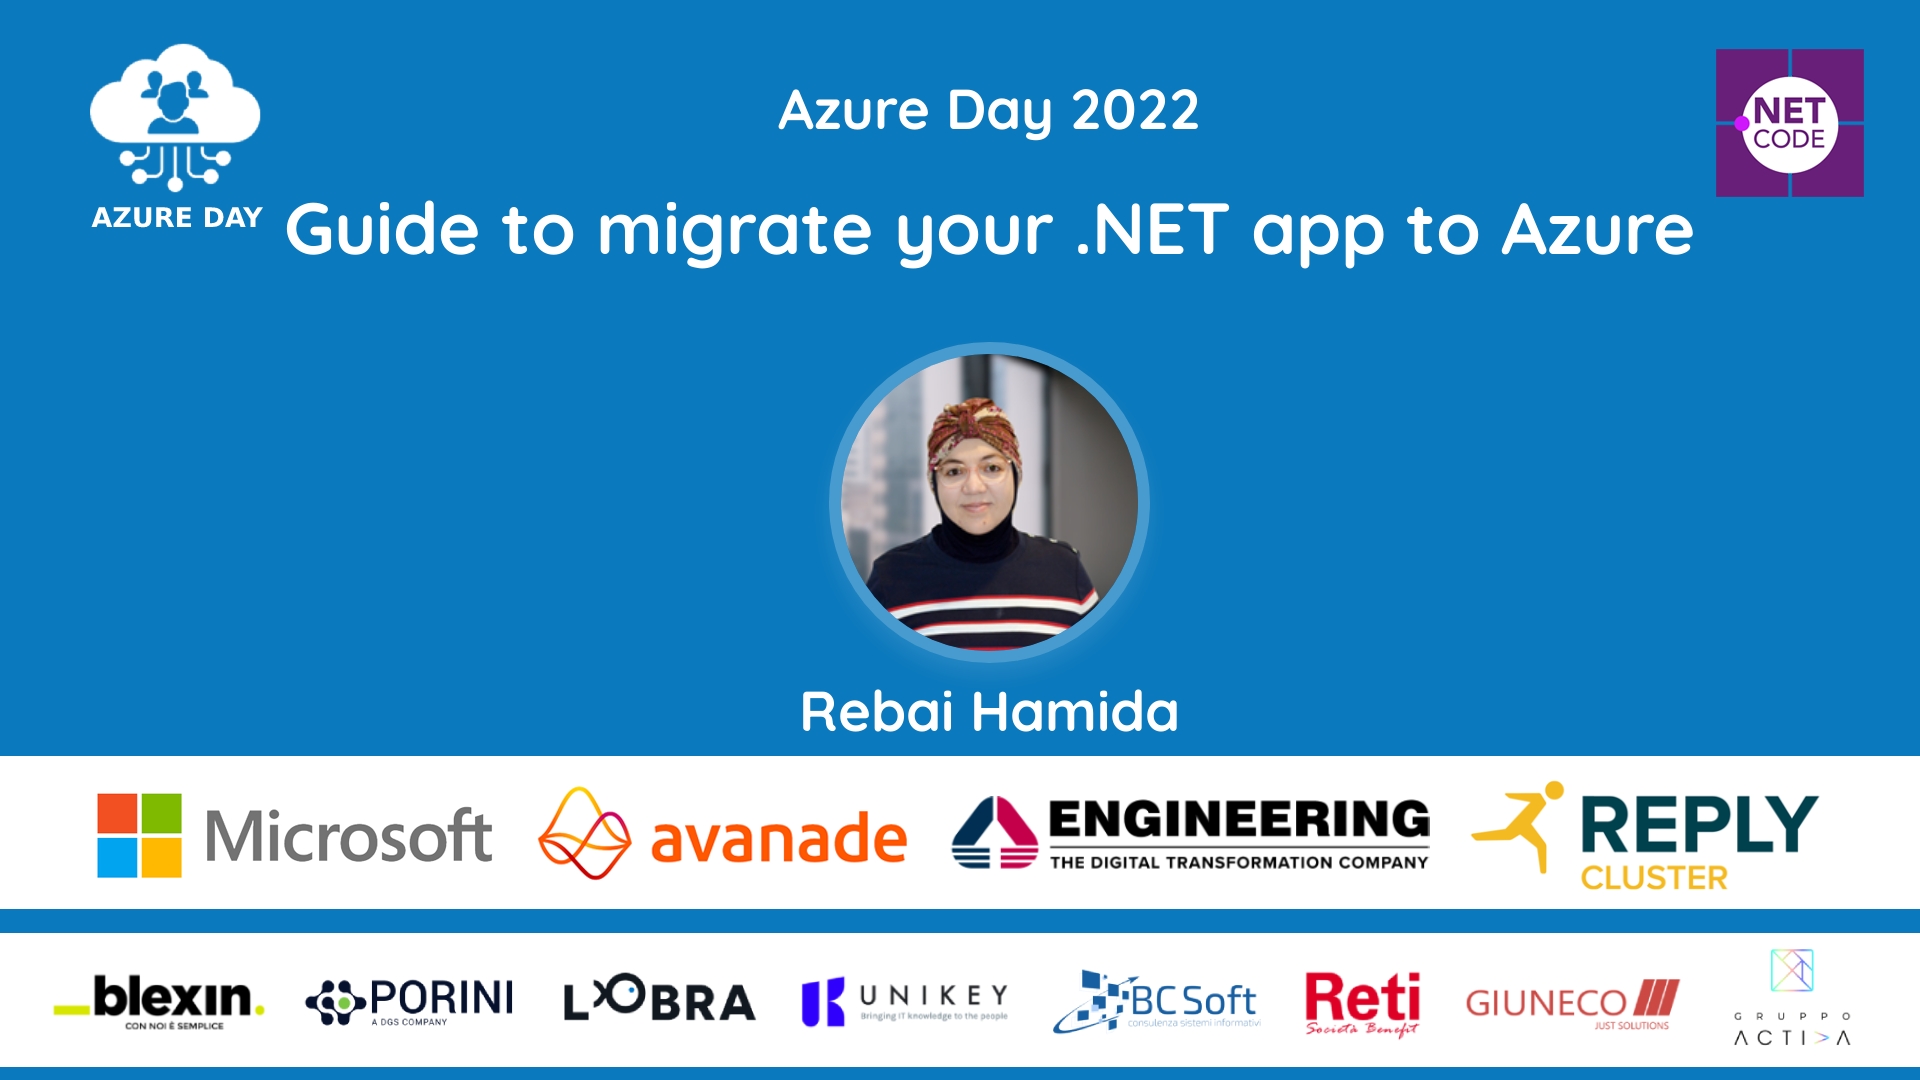 Azure Day 2022
NET
CODE
AZURE DAY
Guide to migrate your .NET app to Azure
Rebai Hamida
Microsoft
avanade
ENGINEERING
THE DIGITAL TRANSFORMATION COMPANY
REPLY
CLUSTER
blexin.
CON NOI È SEMPLICE
PORINI
A DGS COMPANY
LOBRA
UNIKEY
Bringing IT knowledge to the people
BC Soft
consulenza sistemi informativi
Reti
Società Benefit
GIUNECO
JUST SOLUTIONS
GRUPPO
ACTIVA